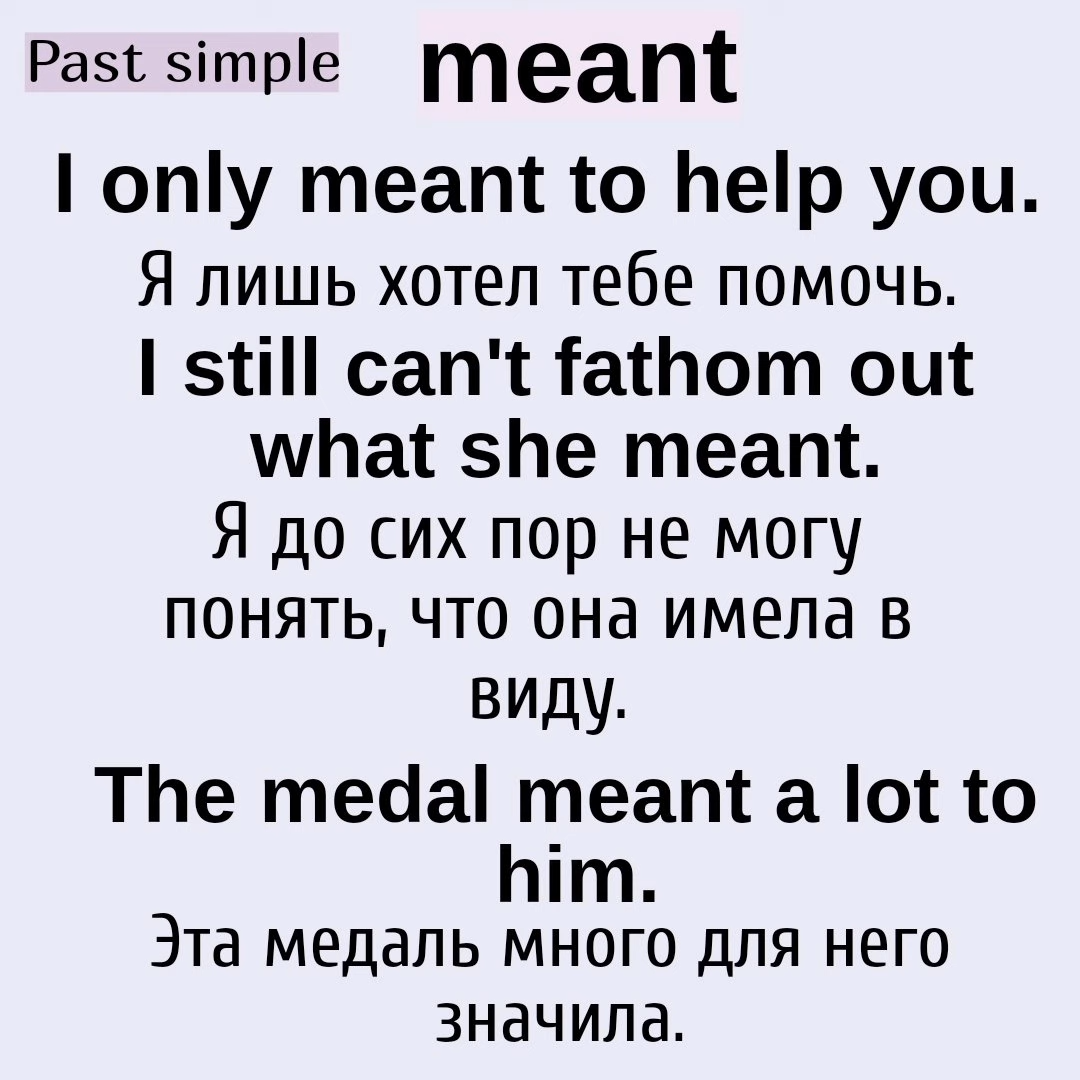 Past simple meant
I only meant to help you.
Я лишь хотел тебе помочь.
I still can't fathom out
what she meant.
Я до сих пор не могу
понять, что она имела в
виду.
The medal meant a lot to
him.
Эта медаль много для него
значила.